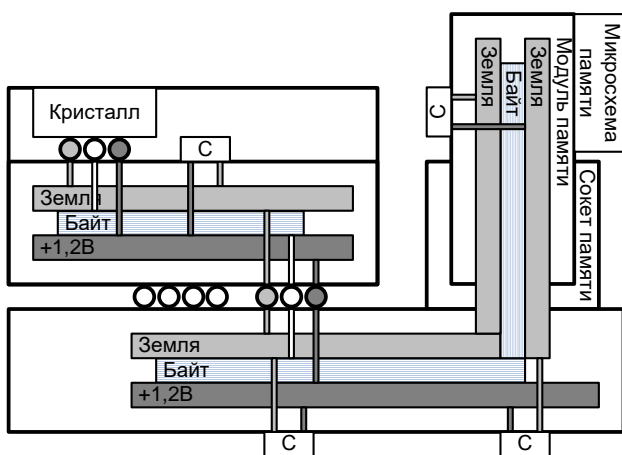 Кристалл
С
Земля
Байт
+1,2В
Земля
Байт
+1,2В
С
С
С
Земля
Байт
Земля
Модуль памяти
Микросхема
памяти
Сокет памяти